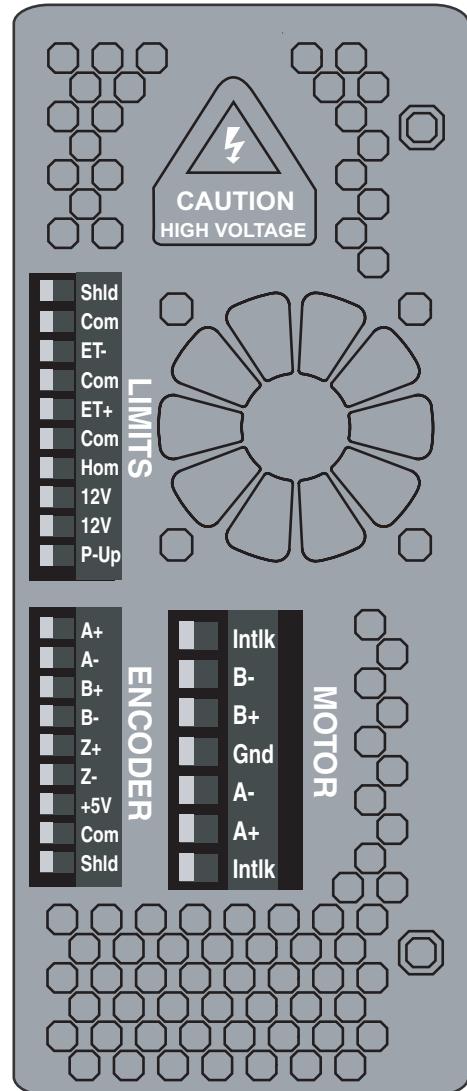 CAUTION
HIGH VOLTAGE
Shld
Com
ET-
Com
ET+
Com
Hom
12V
12V
P-Up
LIMITS
A+
A-
B+
B-
Z+
Z-
+5V
Com
Shld
ENCODER
Intlk
B-
B+
Gnd
A-
A+
Intlk
MOTOR